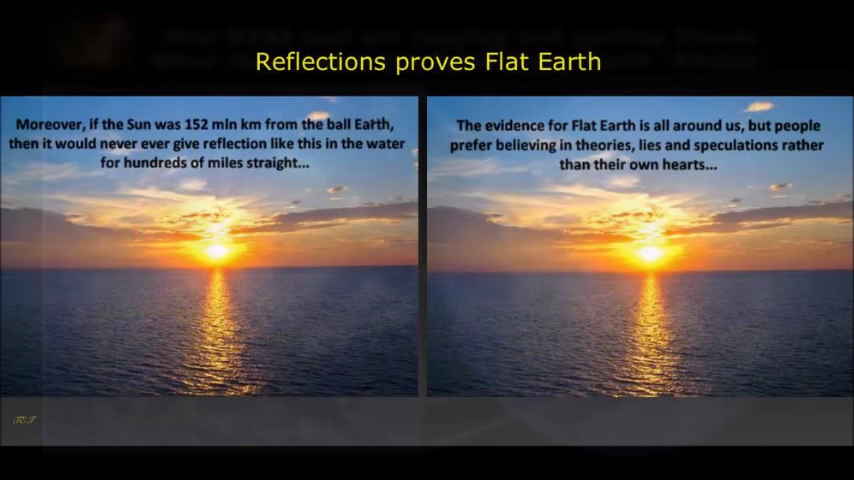 Reflections proves Flat Earth
Moreover, if the Sun was 152 mln km from the ball Earth,
then it would never ever give reflection like this in the water
for hundreds of miles straight...
The evidence for Flat Earth is all around us, but people
prefer believing in theories, lies and speculations rather
than their own hearts...